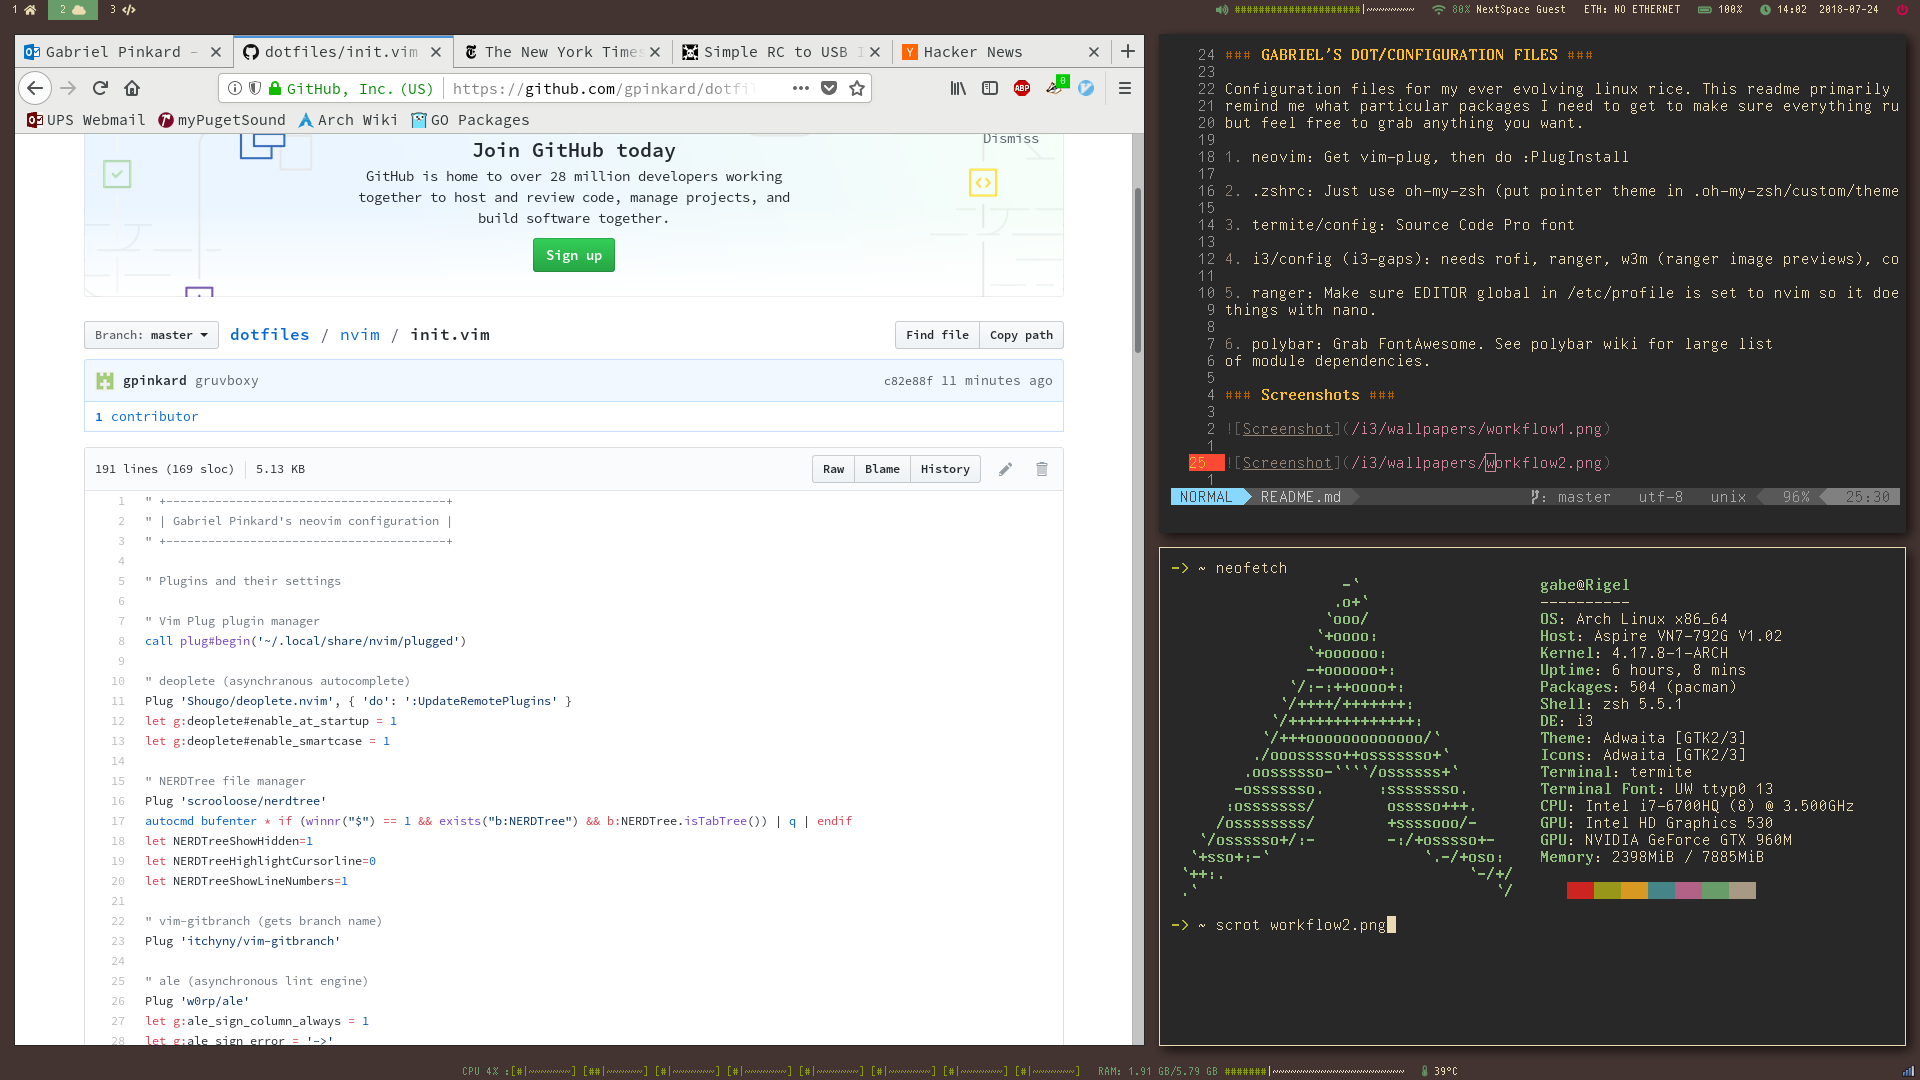 1
2
3 </>
80% NextSpace Guest
ETH: NO ETHERNET
100%
14:02
2018-07-24
Gabriel Pinkard -
dotfiles/init.vim
The New York Times
Simple RC to USB I
Hacker News
GitHub, Inc. (US)
https://github.com/gpinkard/dotfil
ABP
0
UPS Webmail
myPugetSound
Arch Wiki
GO Packages
Join GitHub today
Dismiss
GitHub is home to over 28 million developers working
together to host and review code, manage projects, and
build software together.
Sign up
Branch: master
dotfiles / nvim / init.vim
Find file
Copy path
gpinkard gruvboxy
c82e88f 11 minutes ago
1 contributor
191 lines (169 sloc)
5.13 KB
Raw
Blame
History
1 " +----------------------------------------+
2 " | Gabriel Pinkard's neovim configuration |
3 " +----------------------------------------+
4
5 " Plugins and their settings
6
7 " Vim Plug plugin manager
8 call plug#begin('~/.local/share/nvim/plugged')
9
10 " deoplete (asynchranous autocomplete)
11 Plug 'Shougo/deoplete.nvim', { 'do': ':UpdateRemotePlugins' }
12 let g:deoplete#enable_at_startup = 1
13 let g:deoplete#enable_smartcase = 1
14
15 " NERDTree file manager
16 Plug 'scrooloose/nerdtree'
17 autocmd bufenter * if (winnr("$") == 1 && exists("b:NERDTree") && b:NERDTree.isTabTree()) | q | endif
18 let NERDTreeShowHidden=1
19 let NERDTreeHighlightCursorline=0
20 let NERDTreeShowLineNumbers=1
21
22 " vim-gitbranch (gets branch name)
23 Plug 'itchyny/vim-gitbranch'
24
25 " ale (asynchronous lint engine)
26 Plug 'w0rp/ale'
27 let g:ale_sign_column_always = 1
28 let g:ale_sign_error = '->'
24 ### GABRIEL'S DOT/CONFIGURATION FILES ###
23
22 Configuration files for my ever evolving linux rice. This readme primarily
21 remind me what particular packages I need to get to make sure everything ru
20 but feel free to grab anything you want.
19
18 1. neovim: Get vim-plug, then do :PlugInstall
17
16 2. .zshrc: Just use oh-my-zsh (put pointer theme in .oh-my-zsh/custom/theme
15
14 3. termite/config: Source Code Pro font
13
12 4. i3/config (i3-gaps): needs rofi, ranger, w3m (ranger image previews), co
11
10 5. ranger: Make sure EDITOR global in /etc/profile is set to nvim so it doe
9 things with nano.
8
7 6. polybar: Grab FontAwesome. See polybar wiki for large list
6 of module dependencies.
5
4 ### Screenshots ###
3
2 ![Screenshot](/i3/wallpapers/workflow1.png)
1
25 ![Screenshot](/i3/wallpapers/workflow2.png)
1
NORMAL README.md master utf-8 unix 96% 25:30
-> ~ neofetch
gabe@Rigel
----------
OS: Arch Linux x86_64
Host: Aspire VN7-792G V1.02
Kernel: 4.17.8-1-ARCH
Uptime: 6 hours, 8 mins
Packages: 504 (pacman)
Shell: zsh 5.5.1
DE: i3
Theme: Adwaita [GTK2/3]
Icons: Adwaita [GTK2/3]
Terminal: termite
Terminal Font: UW ttyp0 13
CPU: Intel i7-6700HQ (8) @ 3.500GHz
GPU: Intel HD Graphics 530
GPU: NVIDIA GeForce GTX 960M
Memory: 2398MiB / 7885MiB
-> ~ scrot workflow2.png
CPU 4% :[#|~~~~~~~] [##|~~~~~~] [#|~~~~~~~] [#|~~~~~~~] [#|~~~~~~~] [#|~~~~~~~] [#|~~~~~~~] [#|~~~~~~~]
RAM: 1.91 GB/5.79 GB
39°C